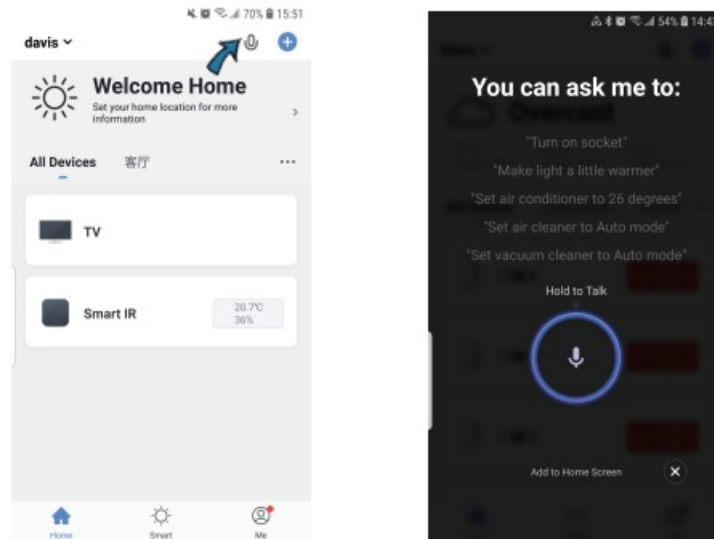 70% 15:51
davis
Welcome Home
Set your home location for more
information
All Devices 客厅
TV
Smart IR
20.7°C
36%
Home Smart Me
54% 14:4
You can ask me to:
Overcast
"Turn on socket"
"Make light a little warmer"
"Set air conditioner to 26 degrees"
"Set air cleaner to Auto mode"
"Set vacuum cleaner to Auto mode"
Hold to Talk
Add to Home Screen